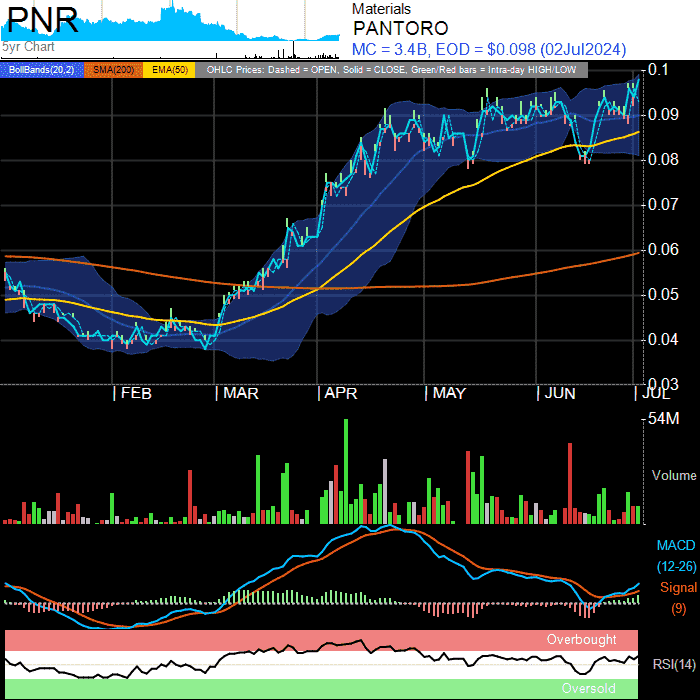 PNR
5yr Chart
Materials
PANTORO
MC = 3.4B, EOD = $0.098 (02Jul2024)
BollBands(20,2) SMA(200) EMA(50) OHLC Prices: Dashed = OPEN, Solid = CLOSE, Green/Red bars = Intra-day HIGH/LOW
0.1
0.09
0.08
0.07
0.06
0.05
0.04
0.03
FEB MAR APR MAY JUN JUL
54M
Volume
MACD
(12-26)
Signal
(9)
Overbought
RSI(14)
Oversold